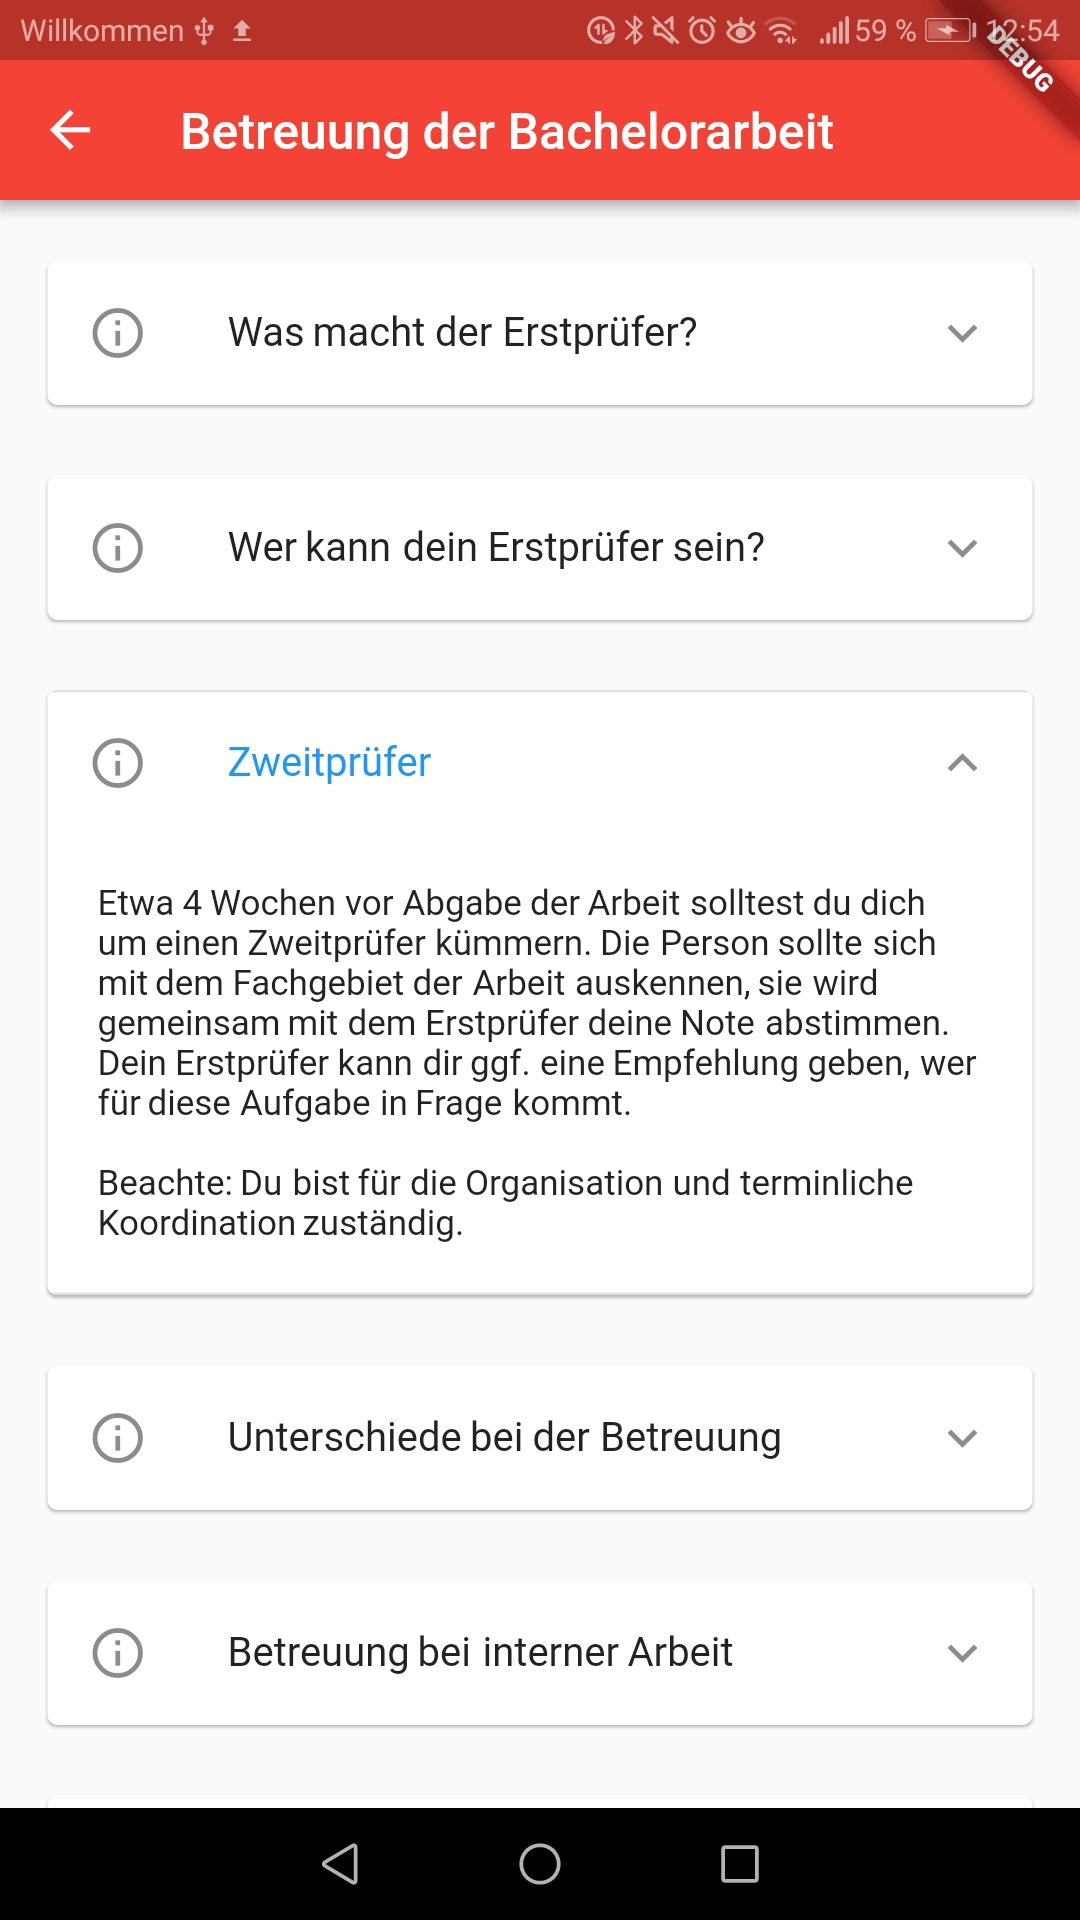 Willkommen 59 % 12:54
DEBUG
Betreuung der Bachelorarbeit
Was macht der Erstprüfer?
Wer kann dein Erstprüfer sein?
Zweitprüfer
Etwa 4 Wochen vor Abgabe der Arbeit solltest du dich
um einen Zweitprüfer kümmern. Die Person sollte sich
mit dem Fachgebiet der Arbeit auskennen, sie wird
gemeinsam mit dem Erstprüfer deine Note abstimmen.
Dein Erstprüfer kann dir ggf. eine Empfehlung geben, wer
für diese Aufgabe in Frage kommt.
Beachte: Du bist für die Organisation und terminliche
Koordination zuständig.
Unterschiede bei der Betreuung
Betreuung bei interner Arbeit